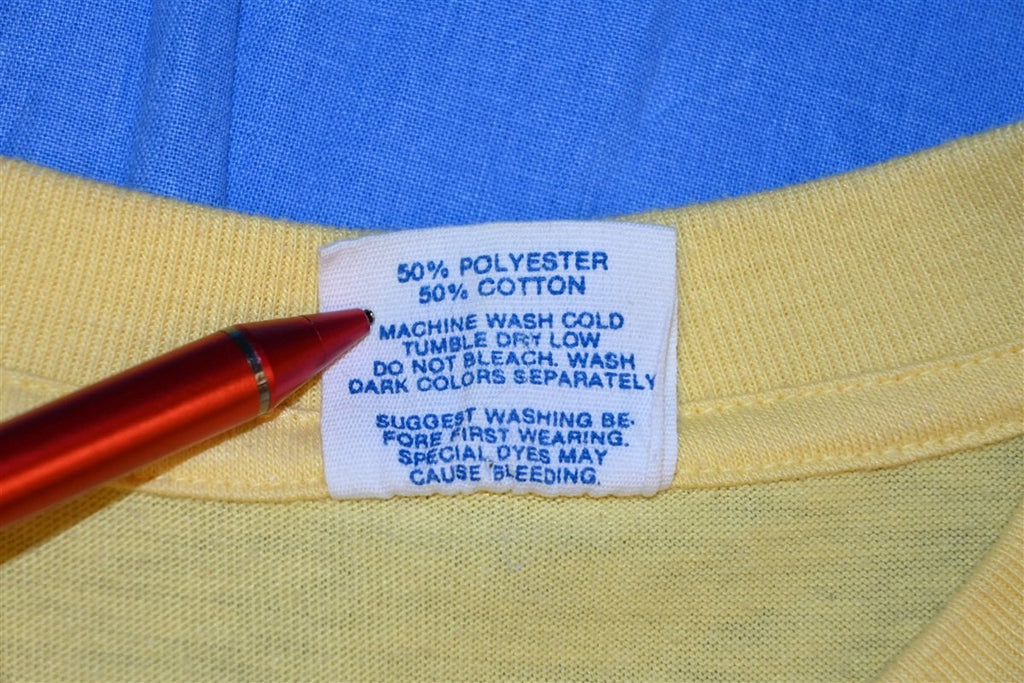 50% POLYESTER
50% COTTON
MACHINE WASH COLD
TUMBLE DRY LOW
DO NOT BLEACH. WASH
DARK COLORS SEPARATELY
SUGGEST WASHING BE-
FORE FIRST WEARING.
SPECIAL DYES MAY
CAUSE BLEEDING.